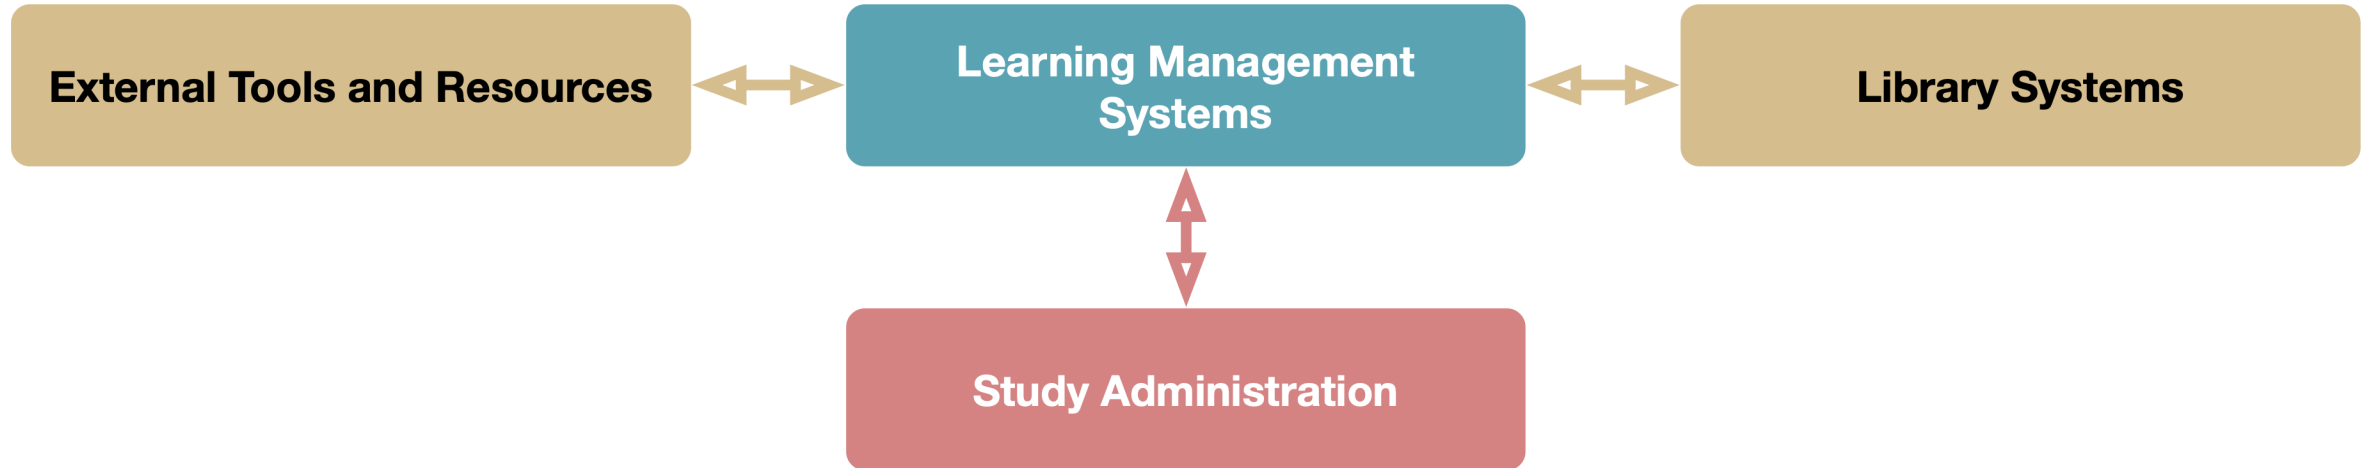 External Tools and Resources
Learning Management
Systems
Library Systems
Study Administration